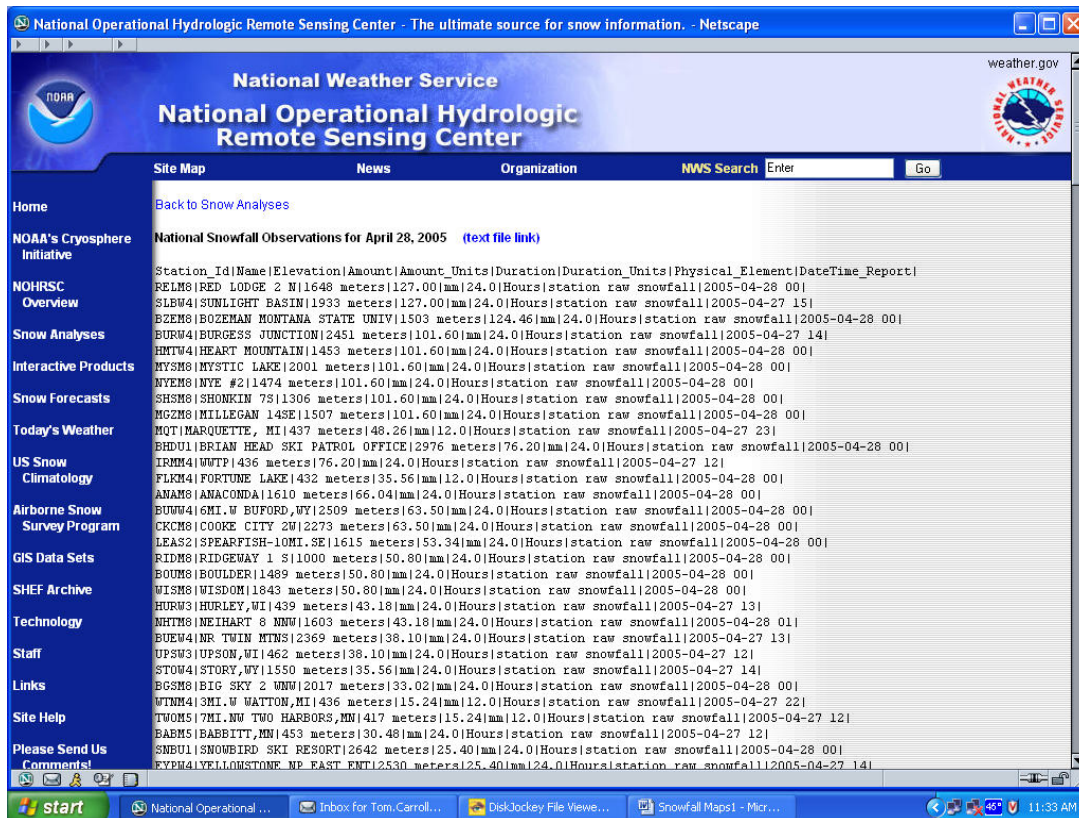 National Operational Hydrologic Remote Sensing Center - The ultimate source for snow information. - Netscape
weather.gov
NOAA
National Weather Service
National Operational Hydrologic
Remote Sensing Center
NATIONAL WEATHER SERVICE
Site Map News Organization NWS Search Enter Go
Home
NOAA's Cryosphere
Initiative
NOHRSC
Overview
Snow Analyses
Interactive Products
Snow Forecasts
Today's Weather
US Snow
Climatology
Airborne Snow
Survey Program
GIS Data Sets
SHEF Archive
Technology
Staff
Links
Site Help
Please Send Us
Comments!
Back to Snow Analyses
National Snowfall Observations for April 28, 2005 (text file link)
Station_Id|Name|Elevation|Amount|Amount_Units|Duration|Duration_Units|Physical_Element|DateTime_Report|
RELM8|RED LODGE 2 N|1648 meters|127.00|mm|24.0|Hours|station raw snowfall|2005-04-28 00|
SLBW4|SUNLIGHT BASIN|1933 meters|127.00|mm|24.0|Hours|station raw snowfall|2005-04-27 15|
BZEM8|BOZEMAN MONTANA STATE UNIV|1503 meters|124.46|mm|24.0|Hours|station raw snowfall|2005-04-28 00|
BURW4|BURGESS JUNCTION|2451 meters|101.60|mm|24.0|Hours|station raw snowfall|2005-04-27 14|
HMTW4|HEART MOUNTAIN|1453 meters|101.60|mm|24.0|Hours|station raw snowfall|2005-04-28 00|
MYSM8|MYSTIC LAKE|2001 meters|101.60|mm|24.0|Hours|station raw snowfall|2005-04-28 00|
NYEM8|NYE #2|1474 meters|101.60|mm|24.0|Hours|station raw snowfall|2005-04-28 00|
SHSM8|SHONKIN 7S|1306 meters|101.60|mm|24.0|Hours|station raw snowfall|2005-04-28 00|
MGZM8|MILLEGAN 14SE|1507 meters|101.60|mm|24.0|Hours|station raw snowfall|2005-04-28 00|
MQT|MARQUETTE, MI|437 meters|48.26|mm|12.0|Hours|station raw snowfall|2005-04-27 23|
BHDU1|BRIAN HEAD SKI PATROL OFFICE|2976 meters|76.20|mm|24.0|Hours|station raw snowfall|2005-04-28 00|
IRMM4|WWTP|436 meters|76.20|mm|24.0|Hours|station raw snowfall|2005-04-27 12|
FLKM4|FORTUNE LAKE|432 meters|35.56|mm|12.0|Hours|station raw snowfall|2005-04-28 00|
ANAM8|ANACONDA|1610 meters|66.04|mm|24.0|Hours|station raw snowfall|2005-04-28 00|
BUWW4|6MI.W BUFORD,WY|2509 meters|63.50|mm|24.0|Hours|station raw snowfall|2005-04-28 00|
CKCM8|COOKE CITY 2W|2273 meters|63.50|mm|24.0|Hours|station raw snowfall|2005-04-28 00|
LEAS2|SPEARFISH-10MI.SE|1615 meters|53.34|mm|24.0|Hours|station raw snowfall|2005-04-28 00|
RIDM8|RIDGEWAY 1 S|1000 meters|50.80|mm|24.0|Hours|station raw snowfall|2005-04-28 00|
BOUM8|BOULDER|1489 meters|50.80|mm|24.0|Hours|station raw snowfall|2005-04-28 00|
WISM8|WISDOM|1843 meters|50.80|mm|24.0|Hours|station raw snowfall|2005-04-28 00|
HURW3|HURLEY,WI|439 meters|43.18|mm|24.0|Hours|station raw snowfall|2005-04-27 13|
NHTM8|NEIHART 8 NNW|1603 meters|43.18|mm|24.0|Hours|station raw snowfall|2005-04-28 01|
BUEW4|NR TWIN MTNS|2369 meters|38.10|mm|24.0|Hours|station raw snowfall|2005-04-27 13|
UPSW3|UPSON,WI|462 meters|38.10|mm|24.0|Hours|station raw snowfall|2005-04-27 12|
STOW4|STORY,WY|1550 meters|35.56|mm|24.0|Hours|station raw snowfall|2005-04-27 14|
BGSM8|BIG SKY 2 WNW|2017 meters|33.02|mm|24.0|Hours|station raw snowfall|2005-04-28 00|
WTNM4|3MI.W WATTON,MI|436 meters|15.24|mm|12.0|Hours|station raw snowfall|2005-04-27 22|
TWOM5|7MI.NW TWO HARBORS,MN|417 meters|15.24|mm|12.0|Hours|station raw snowfall|2005-04-27 12|
BABM5|BABBITT,MN|453 meters|30.48|mm|24.0|Hours|station raw snowfall|2005-04-27 12|
SNBU1|SNOWBIRD SKI RESORT|2642 meters|25.40|mm|24.0|Hours|station raw snowfall|2005-04-28 00|
EYPW4|YELLOWSTONE NP EAST ENT|2530 meters|25.40|mm|24.0|Hours|station raw snowfall|2005-04-27 14|
start National Operational ... Inbox for Tom.Carroll... DiskJockey File Viewe... Snowfall Maps1 - Micr... 46° 11:33 AM